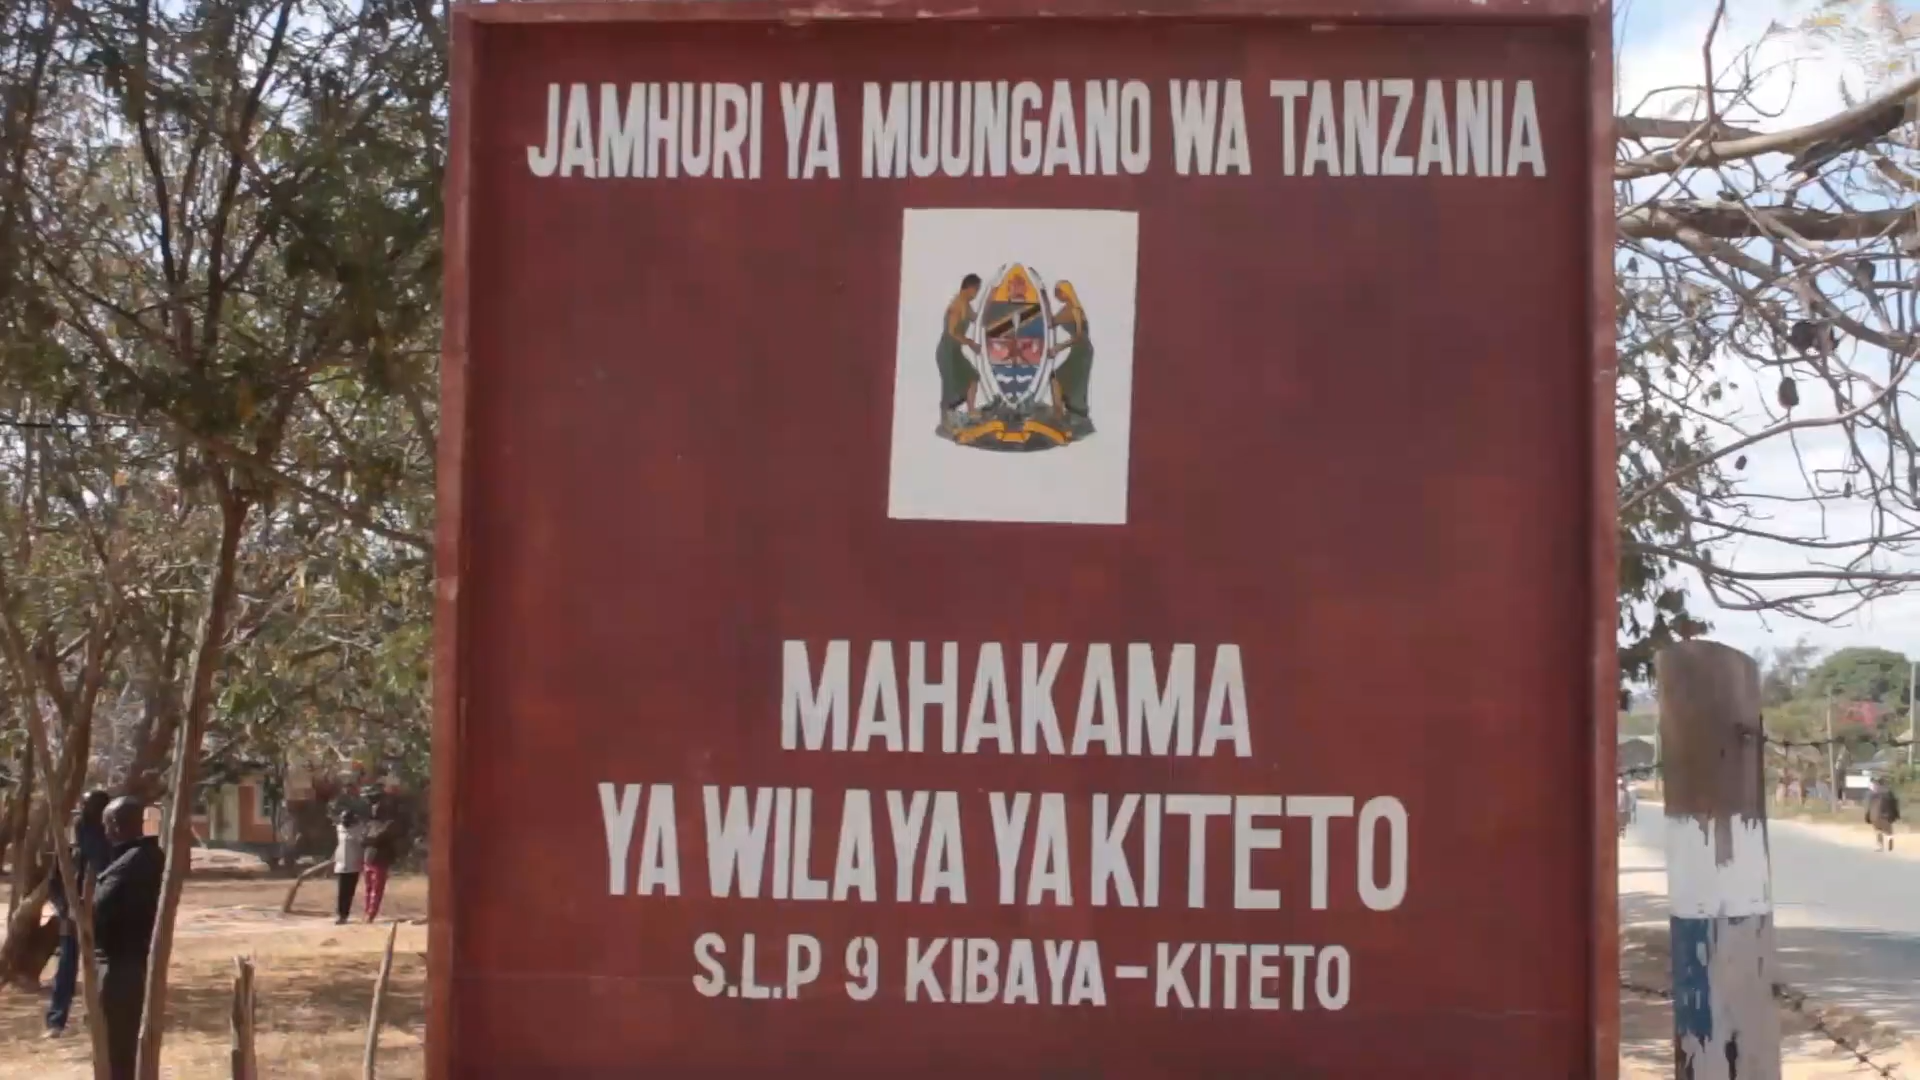 JAMHURI YA MUUNGANO WA TANZANIA
MAHAKAMA
YA WILAYA YA KITETO
S.L.P 9 KIBAYA-KITETO